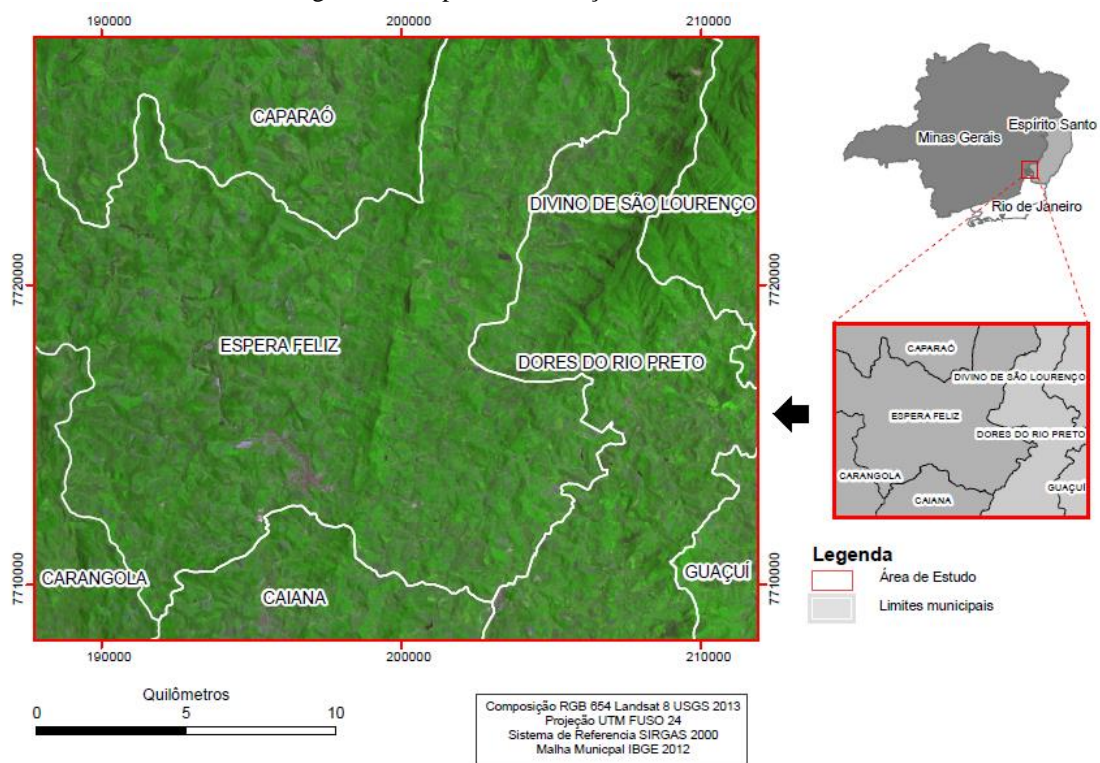 190000
200000
210000
CAPARAÓ
DIVINO DE SÃO LOURENÇO
7720000
7720000
ESPERA FELIZ
DORES DO RIO PRETO
7710000
7710000
CARANGOLA
CAIANA
GUAÇUÍ
190000
200000
210000
Minas Gerais
Espírito Santo
Rio de Janeiro
CAPARAÓ
DIVINO DE SÃO LOURENÇO
ESPERA FELIZ
DORES DO RIO PRETO
CARANGOLA
GUAÇUÍ
CAIANA
Legenda
Área de Estudo
Limites municipais
Quilômetros
0
5
10
Composição RGB 654 Landsat 8 USGS 2013
Projeção UTM FUSO 24
Sistema de Referencia SIRGAS 2000
Malha Municpal IBGE 2012